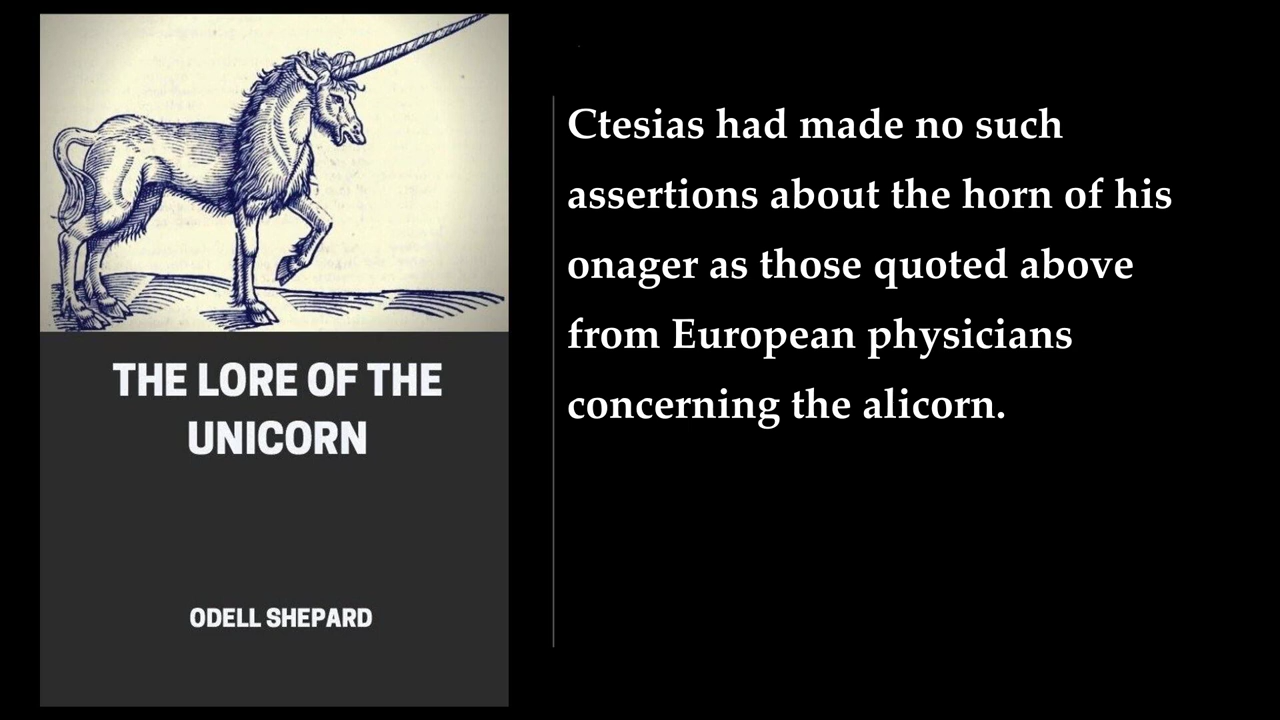 THE LORE OF THE
UNICORN
ODELL SHEPARD
Ctesias had made no such
assertions about the horn of his
onager as those quoted above
from European physicians
concerning the alicorn.